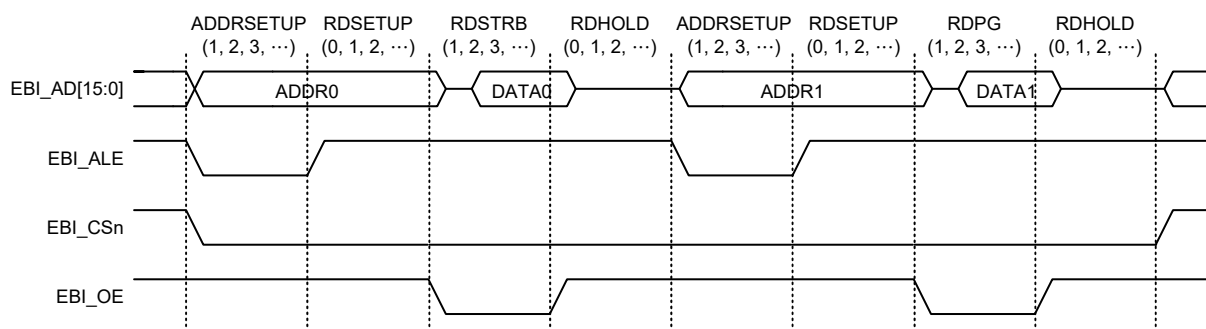 ADDRSETUP RDSETUP RDSTRB RDHOLD ADDRSETUP RDSETUP RDPG RDHOLD
(1, 2, 3, ⋯) (0, 1, 2, ⋯) (1, 2, 3, ⋯) (0, 1, 2, ⋯) (1, 2, 3, ⋯) (0, 1, 2, ⋯) (1, 2, 3, ⋯) (0, 1, 2, ⋯)
EBI_AD[15:0] ADDR0 DATA0 ADDR1 DATA1
EBI_ALE
EBI_CSn
EBI_OE